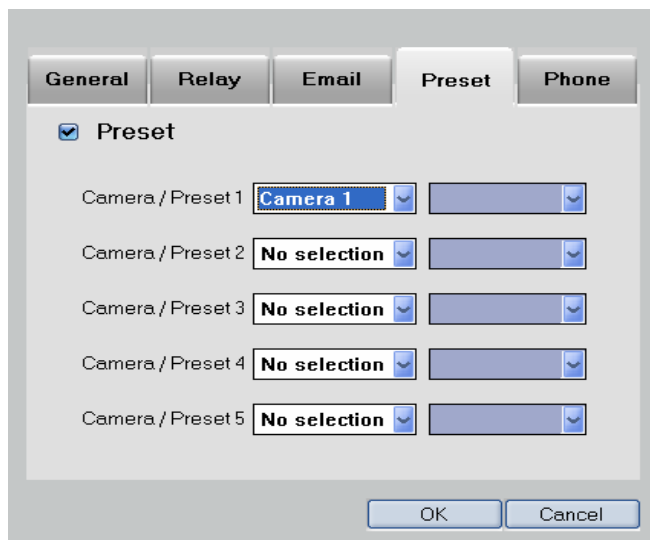 General Relay Email Preset Phone
Preset
Camera / Preset 1 Camera 1
Camera / Preset 2 No selection
Camera / Preset 3 No selection
Camera / Preset 4 No selection
Camera / Preset 5 No selection
OK Cancel